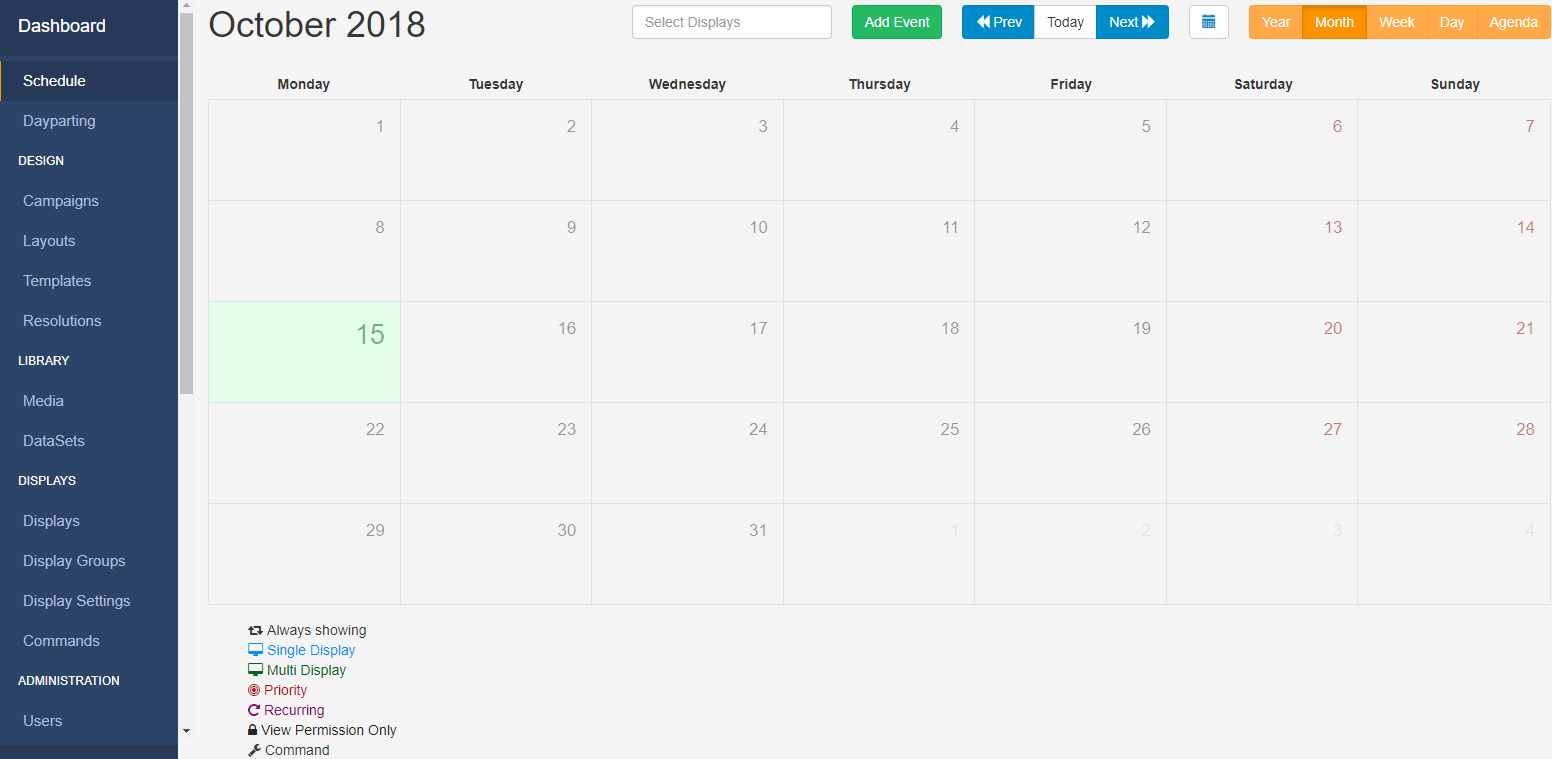 Dashboard
Schedule
Dayparting
DESIGN
Campaigns
Layouts
Templates
Resolutions
LIBRARY
Media
DataSets
DISPLAYS
Displays
Display Groups
Display Settings
Commands
ADMINISTRATION
Users
October 2018 Select Displays Add Event Prev Today Next Year Month Week Day Agenda
Monday Tuesday Wednesday Thursday Friday Saturday Sunday
1 2 3 4 5 6 7
8 9 10 11 12 13 14
15 16 17 18 19 20 21
22 23 24 25 26 27 28
29 30 31 1 2 3 4
Always showing
Single Display
Multi Display
Priority
Recurring
View Permission Only
Command